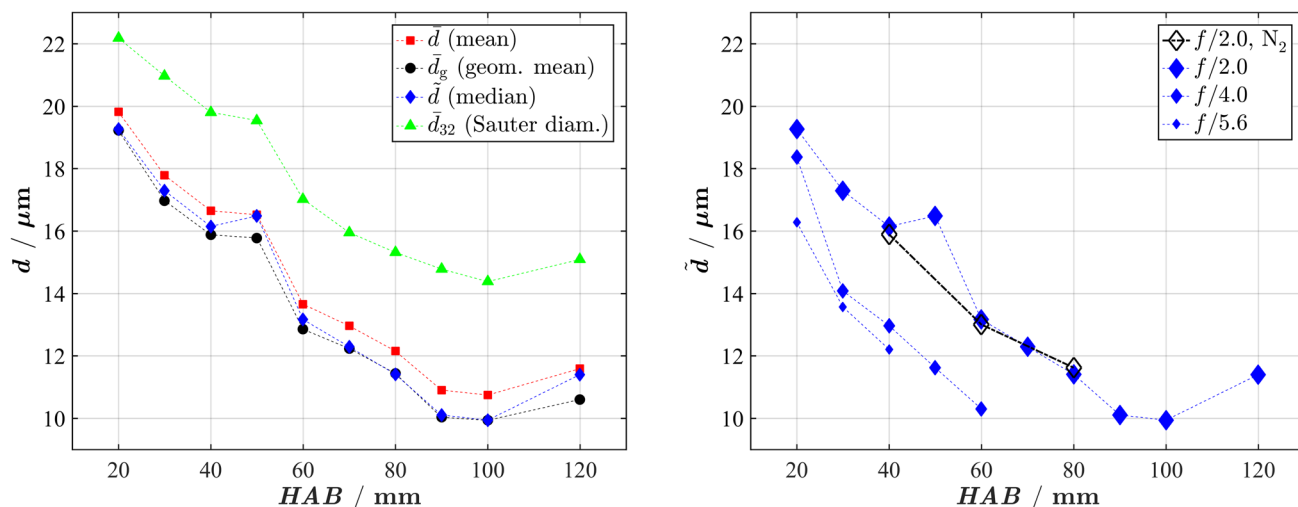 22
20
18
16
14
12
10
20 40 60 80 100 120
d / μm
HAB / mm
d̄ (mean)
d̄g (geom. mean)
d̃ (median)
d̄32 (Sauter diam.)
22
20
18
16
14
12
10
20 40 60 80 100 120
d̃ / μm
HAB / mm
f/2.0, N2
f/2.0
f/4.0
f/5.6